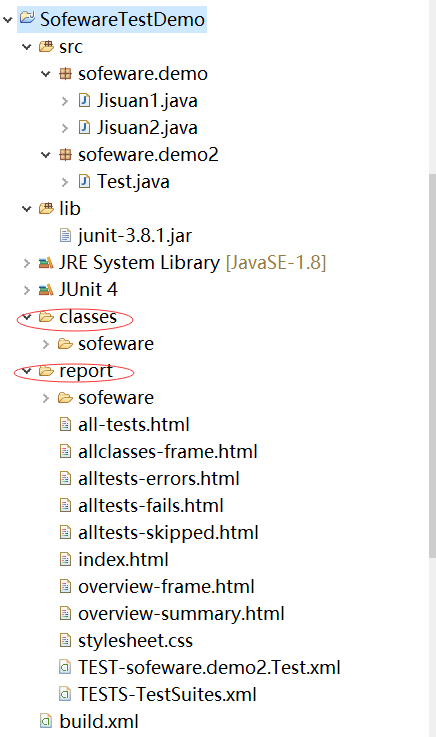 SofewareTestDemo
src
sofeware.demo
Jisuan1.java
Jisuan2.java
sofeware.demo2
Test.java
lib
junit-3.8.1.jar
JRE System Library [JavaSE-1.8]
JUnit 4
classes
sofeware
report
sofeware
all-tests.html
allclasses-frame.html
alltests-errors.html
alltests-fails.html
alltests-skipped.html
index.html
overview-frame.html
overview-summary.html
stylesheet.css
TEST-sofeware.demo2.Test.xml
TESTS-TestSuites.xml
build.xml